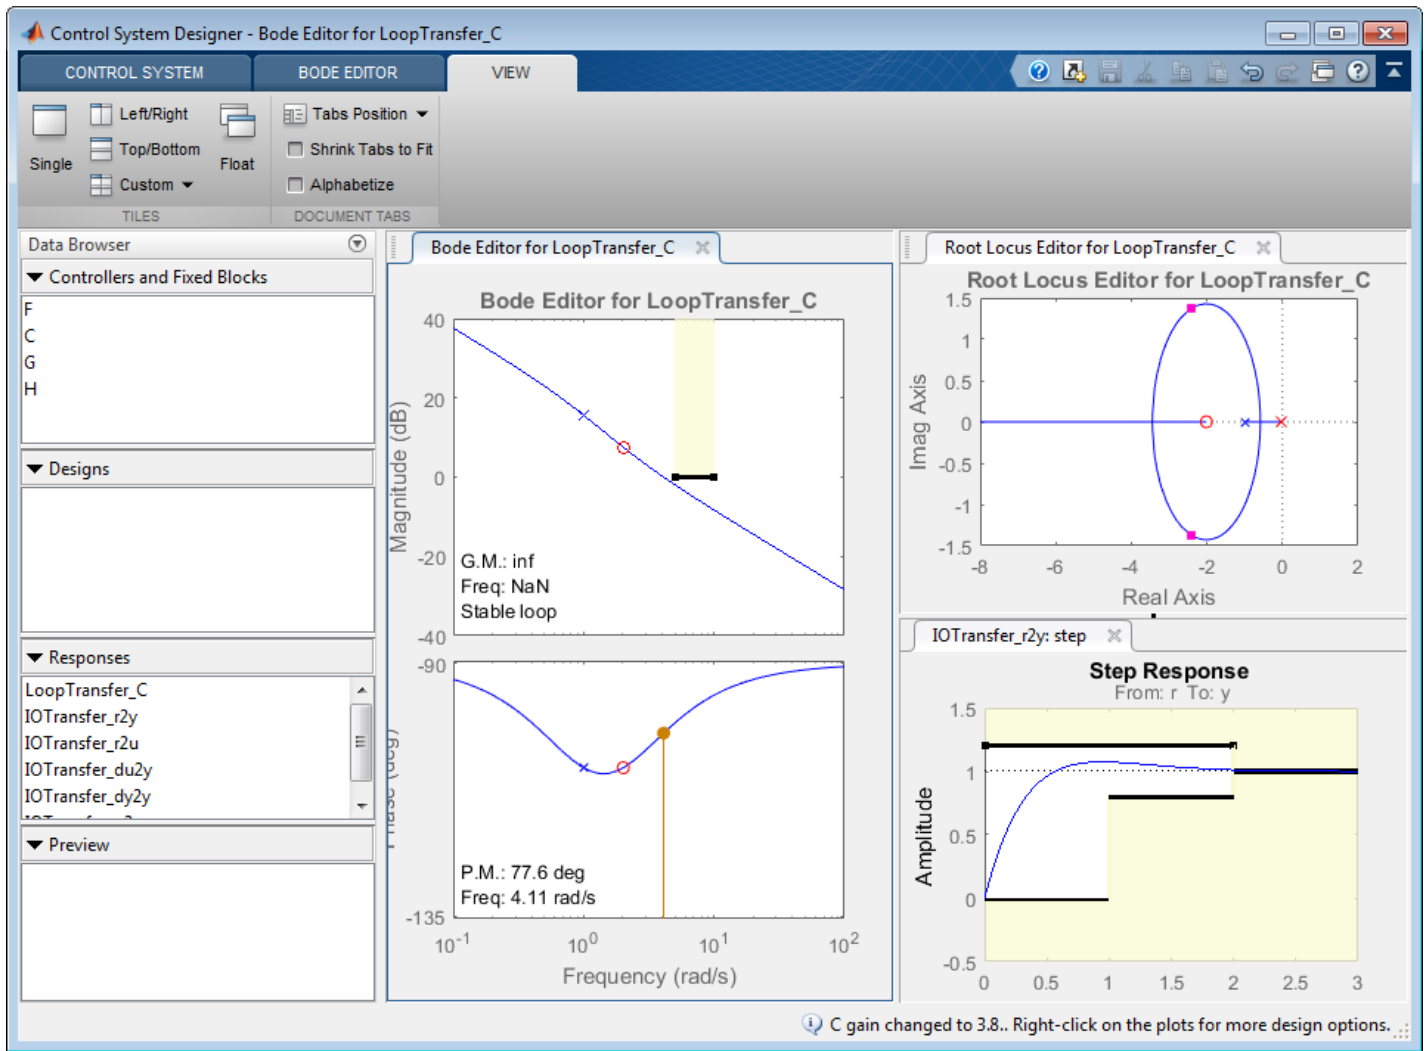 Control System Designer - Bode Editor for LoopTransfer_C
CONTROL SYSTEM
BODE EDITOR
VIEW
Single
Left/Right
Top/Bottom
Custom
Float
TILES
Tabs Position
Shrink Tabs to Fit
Alphabetize
DOCUMENT TABS
Data Browser
Controllers and Fixed Blocks
F
C
G
H
Designs
Responses
LoopTransfer_C
IOTransfer_r2y
IOTransfer_r2u
IOTransfer_du2y
IOTransfer_dy2y
Preview
Bode Editor for LoopTransfer_C
Bode Editor for LoopTransfer_C
Magnitude (dB)
40
20
0
-20
-40
G.M.: inf
Freq: NaN
Stable loop
Phase (deg)
-90
-135
P.M.: 77.6 deg
Freq: 4.11 rad/s
10-1
100
101
102
Frequency (rad/s)
Root Locus Editor for LoopTransfer_C
Root Locus Editor for LoopTransfer_C
Imag Axis
1.5
1
0.5
0
-0.5
-1
-1.5
-8
-6
-4
-2
0
2
Real Axis
IOTransfer_r2y: step
Step Response
From: r To: y
Amplitude
1.5
1
0.5
0
-0.5
0
0.5
1
1.5
2
2.5
3
C gain changed to 3.8.. Right-click on the plots for more design options.